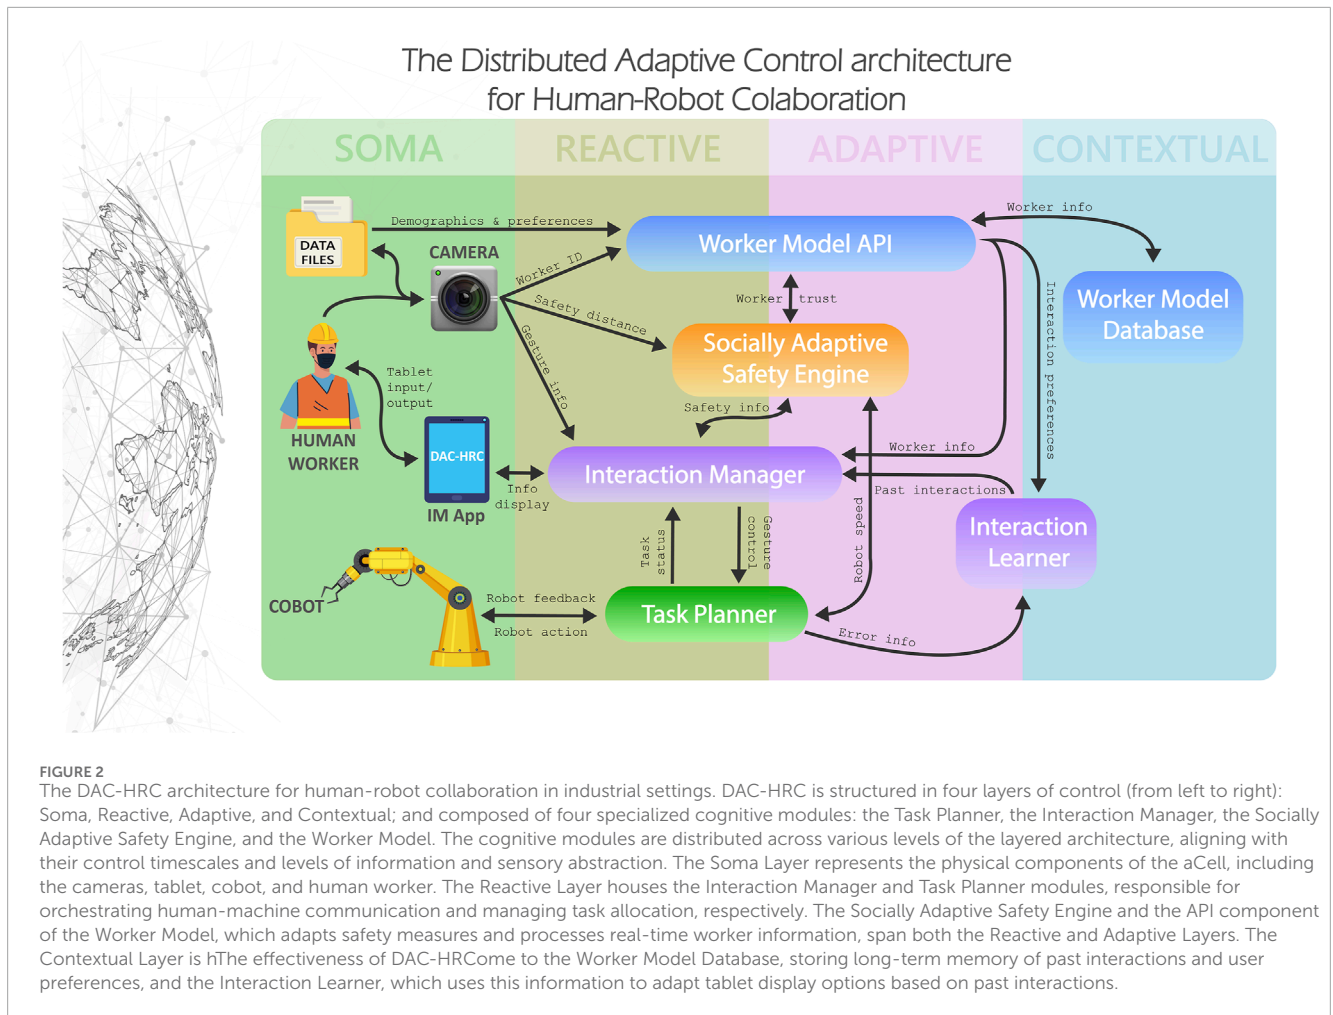 The Distributed Adaptive Control architecture
for Human-Robot Colaboration
SOMA
REACTIVE
ADAPTIVE
CONTEXTUAL
DATA
FILES
Demographics & preferences
CAMERA
Worker ID
Safety distance
Gesture info
Worker Model API
Worker info
Worker Model
Database
Worker trust
Interaction preferences
Socially Adaptive
Safety Engine
Tablet
input/
output
HUMAN
WORKER
Safety info
DAC-HRC
IM App
Info
display
Interaction Manager
Worker info
Past interactions
Interaction
Learner
Task
status
Gesture
control
Robot speed
COBOT
Robot feedback
Robot action
Task Planner
Error info
FIGURE 2
The DAC-HRC architecture for human-robot collaboration in industrial settings. DAC-HRC is structured in four layers of control (from left to right):
Soma, Reactive, Adaptive, and Contextual; and composed of four specialized cognitive modules: the Task Planner, the Interaction Manager, the Socially
Adaptive Safety Engine, and the Worker Model. The cognitive modules are distributed across various levels of the layered architecture, aligning with
their control timescales and levels of information and sensory abstraction. The Soma Layer represents the physical components of the aCell, including
the cameras, tablet, cobot, and human worker. The Reactive Layer houses the Interaction Manager and Task Planner modules, responsible for
orchestrating human-machine communication and managing task allocation, respectively. The Socially Adaptive Safety Engine and the API component
of the Worker Model, which adapts safety measures and processes real-time worker information, span both the Reactive and Adaptive Layers. The
Contextual Layer is hThe effectiveness of DAC-HRCome to the Worker Model Database, storing long-term memory of past interactions and user
preferences, and the Interaction Learner, which uses this information to adapt tablet display options based on past interactions.